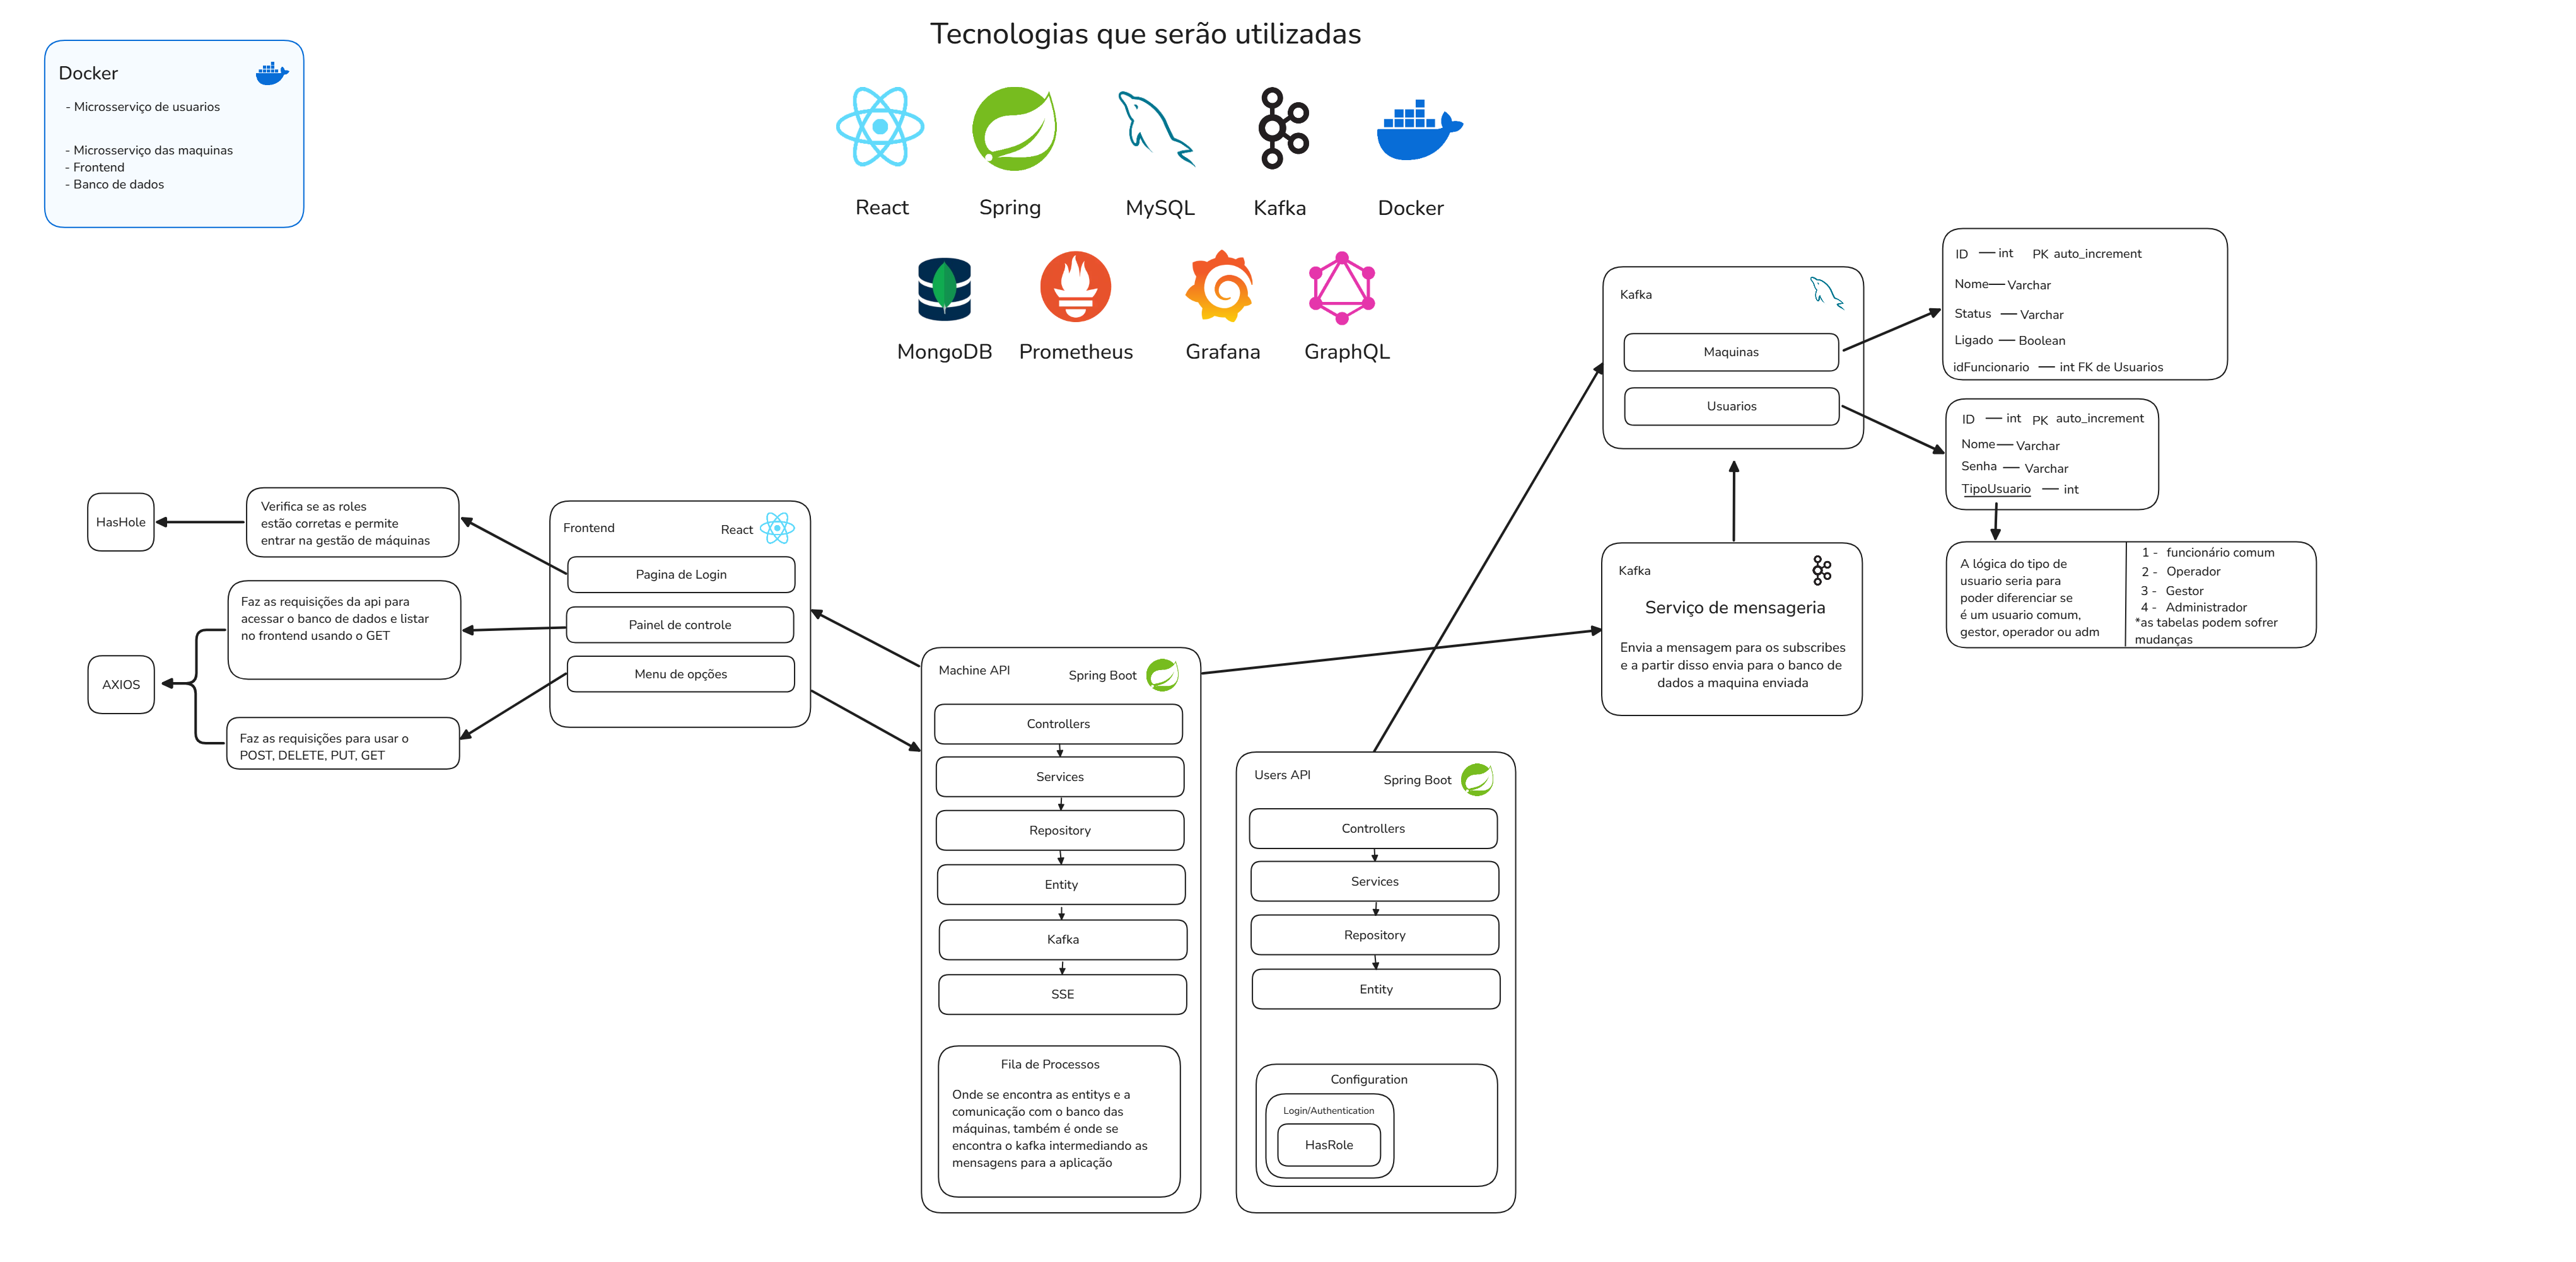 Tecnologias que serão utilizadas
Docker
- Microsserviço de usuarios
- Microsserviço das maquinas
- Frontend
- Banco de dados
React
Spring
MySQL
Kafka
Docker
MongoDB
Prometheus
Grafana
GraphQL
HasHole
Verifica se as roles
estão corretas e permite
entrar na gestão de máquinas
Faz as requisições da api para
acessar o banco de dados e listar
no frontend usando o GET
AXIOS
Faz as requisições para usar o
POST, DELETE, PUT, GET
Frontend
React
Pagina de Login
Painel de controle
Menu de opções
Machine API
Spring Boot
Controllers
Services
Repository
Entity
Kafka
SSE
Fila de Processos
Onde se encontra as entitys e a
comunicação com o banco das
máquinas, também é onde se
encontra o kafka intermediando as
mensagens para a aplicação
Users API
Spring Boot
Controllers
Services
Repository
Entity
Configuration
Login/Authentication
HasRole
Kafka
Maquinas
Usuarios
Kafka
Serviço de mensageria
Envia a mensagem para os subscribes
e a partir disso envia para o banco de
dados a maquina enviada
ID — int PK auto_increment
Nome — Varchar
Status — Varchar
Ligado — Boolean
idFuncionario — int FK de Usuarios
ID — int PK auto_increment
Nome — Varchar
Senha — Varchar
TipoUsuario — int
A lógica do tipo de
usuario seria para
poder diferenciar se
é um usuario comum,
gestor, operador ou adm
1 - funcionário comum
2 - Operador
3 - Gestor
4 - Administrador
*as tabelas podem sofrer
mudanças